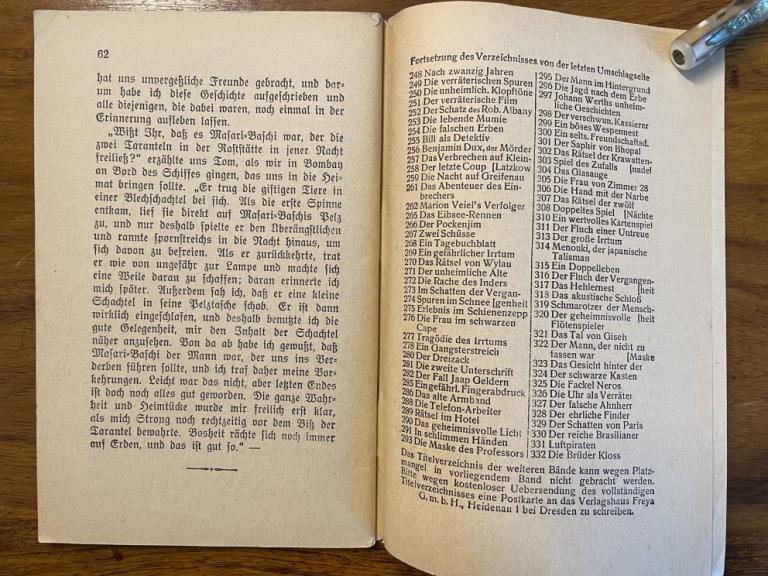 62
hat uns unvergeßliche Freunde gebracht, und dar-
um habe ich diese Geschichte aufgeschrieben und
alle diejenigen, die dabei waren, noch einmal in der
Erinnerung aufleben lassen.
„Wißt Ihr, daß es Masari-Baschi war, der die
zwei Taranteln in der Raststätte in jener Nacht
freiließ?“ erzählte uns Tom, als wir in Bombay
an Bord des Schiffes gingen, das uns in die Hei-
mat bringen sollte. „Er trug die giftigen Tiere in
einer Blechschachtel bei sich. Als die erste Spinne
entkam, lief sie direkt auf Masari-Baschis Pelz
zu, und nur deshalb spielte er den Überängstlichen
und rannte spornstreichs in die Nacht hinaus, um
sich davon zu befreien. Als er zurückkehrte, trat
er wie von ungefähr zur Lampe und machte sich
eine Weile daran zu schaffen; daran erinnerte ich
mich später. Außerdem sah ich, daß er eine kleine
Schachtel in seine Pelztasche schob. Er ist dann
wirklich eingeschlafen, und deshalb benutzte ich die
gute Gelegenheit, mir den Inhalt der Schachtel
näher anzusehen. Von da ab habe ich gewußt, daß
Masari-Baschi der Mann war, der uns ins Ver-
derben führen sollte, und ich traf daher meine Vor-
kehrungen. Leicht war das nicht, aber letzten Endes
ist doch noch alles gut geworden. Die ganze Wahr-
heit und Heimtücke wurde mir freilich erst klar,
als mich Strong noch rechtzeitig vor dem Biß der
Tarantel bewahrte. Bosheit rächte sich noch immer
auf Erden, und das ist gut so.“ —
Fortsetzung des Verzeichnisses von der letzten Umschlagseite
248 Nach zwanzig Jahren
249 Die verräterischen Spuren
250 Die unheimlich. Klopftöne
251 Der verräterische Film
252 Der Schatz des Rob. Albany
253 Die lebende Mumie
254 Die falschen Erben
255 Bill als Detektiv
256 Benjamin Dux, der Mörder
257 Das Verbrechen auf Klein-
258 Der letzte Coup [Latzkow
259 Die Nacht auf Greifenau
261 Das Abenteuer des Ein-
brechers
262 Marion Veiel's Verfolger
265 Das Eibsee-Rennen
266 Der Pockenjim
267 Zwei Schüsse
268 Ein Tagebuchblatt
269 Ein gefährlicher Irrtum
270 Das Rätsel von Wylau
271 Der unheimliche Alte
272 Die Rache des Inders
273 Im Schatten der Vergan-
274 Spuren im Schnee [genheit
275 Erlebnis im Schienenzepp
276 Die Frau im schwarzen
Cape
277 Tragödie des Irrtums
278 Ein Gangsterstreich
280 Der Dreizack
281 Die zweite Unterschrift
282 Der Fall Jaap Geldern
285 Eingeführl. Fingerabdruck
286 Das alte Armband
288 Die Telefon-Arbeiter
289 Rätsel im Hotel
290 Das geheimnisvolle Licht
291 In schlimmen Händen
293 Die Maske des Professors
295 Der Mann im Hintergrund
296 Die Jagd nach dem Erbe
297 Johann Werths unheim-
liche Geschichten
298 Der verschwun. Kassierer
299 Ein böses Wespennest
300 Ein selts. Freundschaftsd.
301 Der Saphir von Bhopal
302 Das Rätsel der Krawatten-
303 Spiel des Zufalls [nadel
304 Das Glasauge
305 Die Frau von Zimmer 28
306 Die Hand mit der Narbe
307 Das Rätsel der zwölf
308 Doppeltes Spiel [Nächte
310 Ein wertvolles Kartenspiel
311 Der Fluch einer Untreue
313 Der große Irrtum
314 Menouki, der japanische
Talisman
315 Ein Doppelleben
316 Der Fluch der Vergangen-
317 Das Hehlernest [heit
318 Das akustische Schloß
319 Schmarotzer der Mensch-
320 Der geheimnisvolle [heit
Flötenspieler
321 Das Tal von Giseh
322 Der Mann, der nicht zu
fassen war [Maske
323 Das Gesicht hinter der
324 Der schwarze Kasten
325 Die Fackel Neros
326 Die Uhr als Verräter
327 Der falsche Ahnherr
328 Der ehrliche Finder
329 Der Schatten von Paris
330 Der reiche Brasilianer
331 Luftpiraten
332 Die Brüder Kloss
Das Titelverzeichnis der weiteren Bände kann wegen Platz-
mangel in vorliegendem Band nicht gebracht werden.
Bitte wegen kostenloser Uebersendung des vollständigen
Titelverzeichnisses eine Postkarte an das Verlagshaus Freya
G. m. b. H., Heidenau 1 bei Dresden zu schreiben.